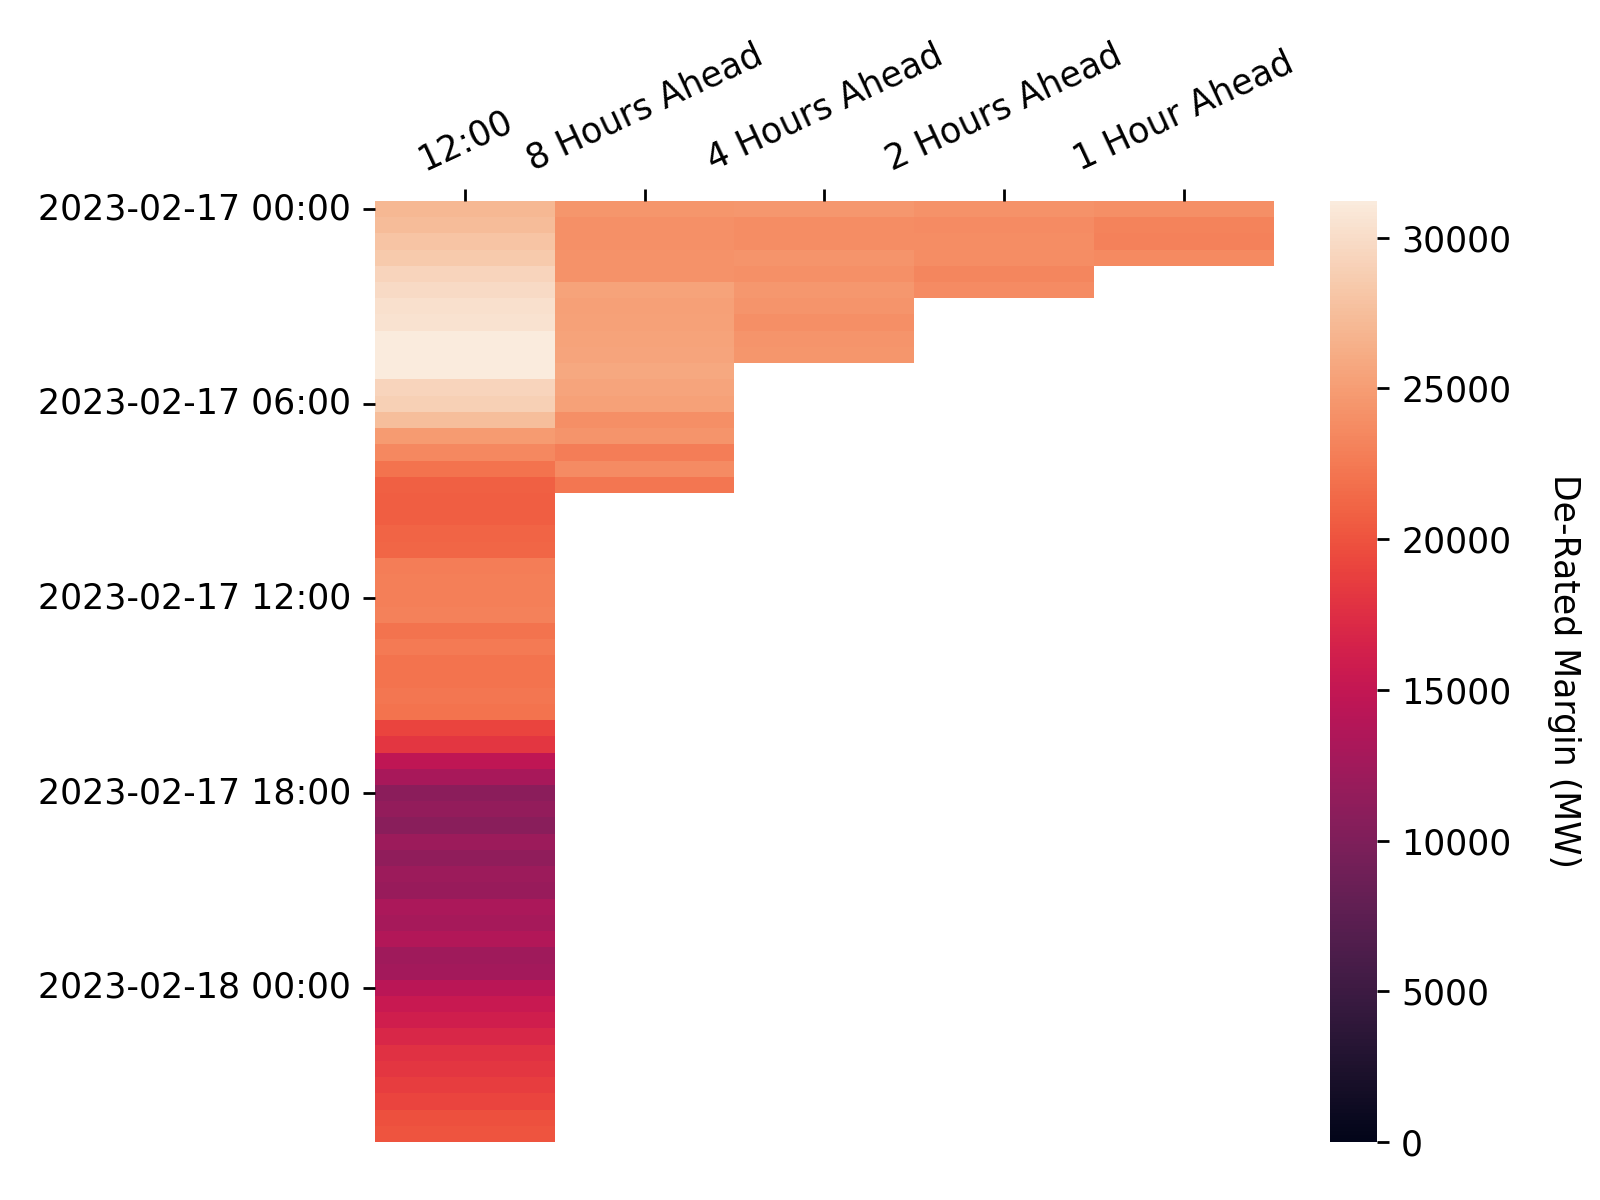 12:00
8 Hours Ahead
4 Hours Ahead
2 Hours Ahead
1 Hour Ahead
2023-02-17 00:00
2023-02-17 06:00
2023-02-17 12:00
2023-02-17 18:00
2023-02-18 00:00
30000
25000
20000
15000
10000
5000
0
De-Rated Margin (MW)